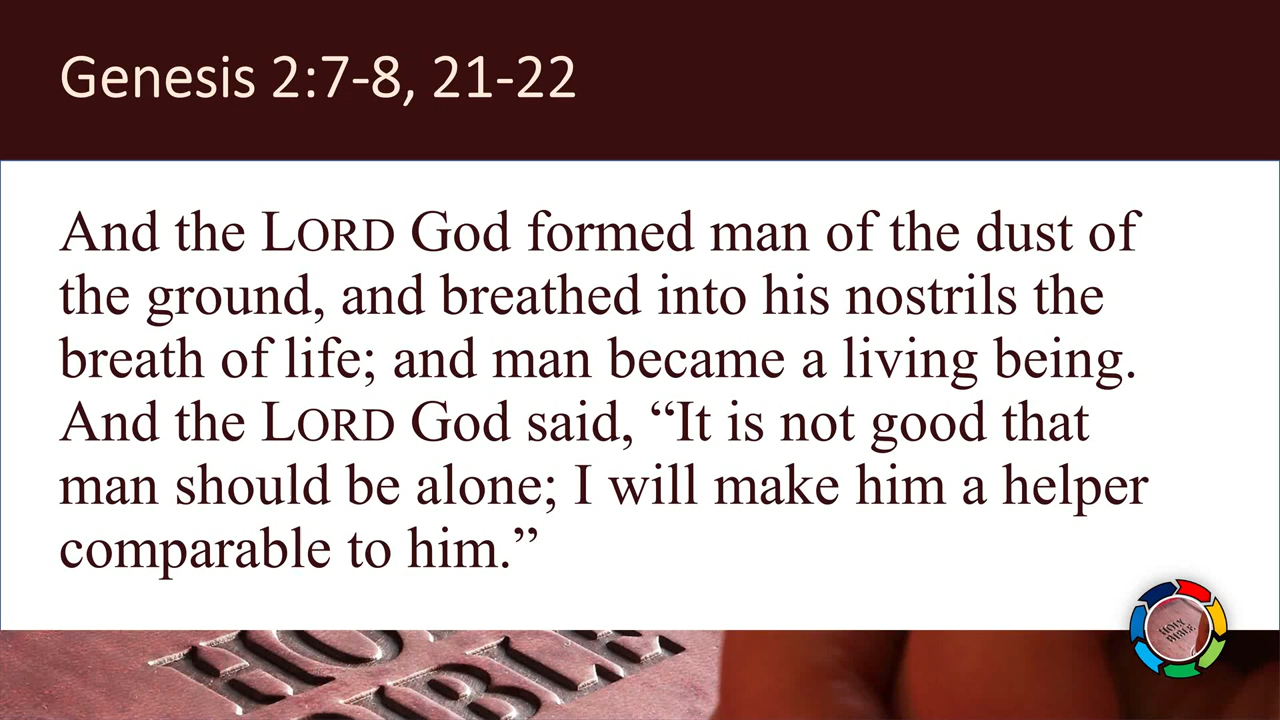 Genesis 2:7-8, 21-22
And the LORD God formed man of the dust of
the ground, and breathed into his nostrils the
breath of life; and man became a living being.
And the LORD God said, “It is not good that
man should be alone; I will make him a helper
comparable to him.”
HOLY
BIBLE